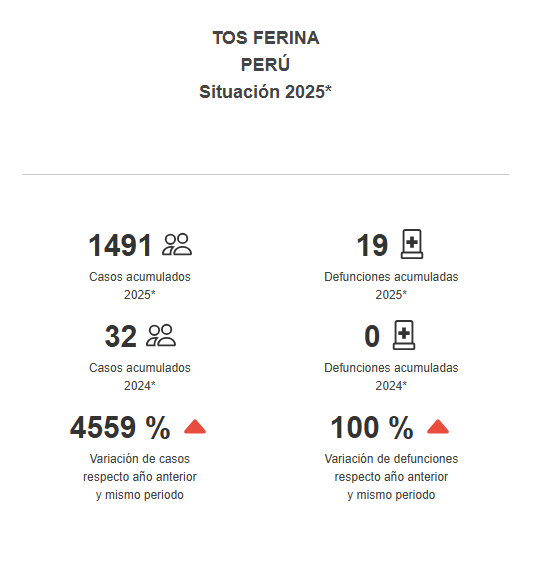 TOS FERINA
PERÚ
Situación 2025*
1491
Casos acumulados
2025*
19
Defunciones acumuladas
2025*
32
Casos acumulados
2024*
0
Defunciones acumuladas
2024*
4559 %
Variación de casos
respecto año anterior
y mismo periodo
100 %
Variación de defunciones
respecto año anterior
y mismo periodo